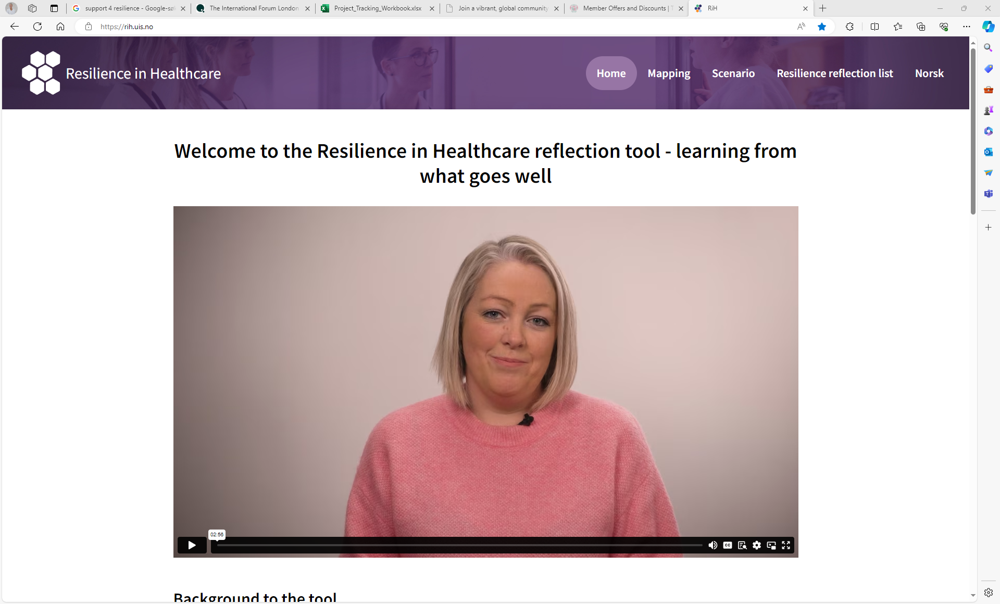 support 4 resilience - Google-sø
The International Forum London
Project_Tracking_Workbook.xlsx
Join a vibrant, global community
Member Offers and Discounts | T
RiH
https://rih.uis.no
Resilience in Healthcare
Home
Mapping
Scenario
Resilience reflection list
Norsk
Welcome to the Resilience in Healthcare reflection tool - learning from
what goes well
02:56
CC
Background to the tool